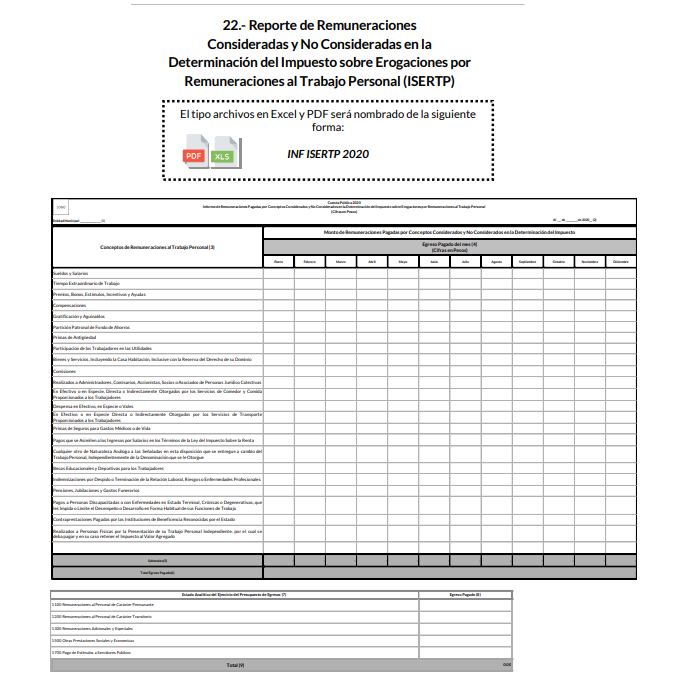 22.- Reporte de Remuneraciones
Consideradas y No Consideradas en la
Determinación del Impuesto sobre Erogaciones por
Remuneraciones al Trabajo Personal (ISERTP)
El tipo archivos en Excel y PDF será nombrado de la siguiente
forma:
PDF
XLS
INF ISERTP 2020
LOGO
Cuenta Pública 2020
Informe de Remuneraciones Pagadas por Conceptos Considerados y No Considerados en la Determinación del Impuesto sobre Erogaciones por Remuneraciones al Trabajo Personal
(Cifras en Pesos)
Entidad Municipal: ____________(1)
Al __ de ______ de 2020_ (2)
Conceptos de Remuneraciones al Trabajo Personal (3)
Monto de Remuneraciones Pagadas por Conceptos Considerados y No Considerados en la Determinación del Impuesto
Egreso Pagado del mes (4)
(Cifras en Pesos)
Enero Febrero Marzo Abril Mayo Junio Julio Agosto Septiembre Octubre Noviembre Diciembre
Sueldos y Salarios
Tiempo Extraordinario de Trabajo
Premios, Bonos, Estímulos, Incentivos y Ayudas
Compensaciones
Gratificación y Aguinaldos
Partición Patronal de Fondo de Ahorros
Primas de Antigüedad
Participación de los Trabajadores en las Utilidades
Bienes y Servicios, Incluyendo la Casa Habitación, Inclusive con la Reserva del Derecho de su Dominio
Comisiones
Realizados a Administradores, Comisarios, Accionistas, Socios o Asociados de Personas Jurídico Colectivas
En Efectivo o en Especie, Directa o Indirectamente Otorgados por los Servicios de Comedor y Comida
Proporcionados a los Trabajadores
Despensa en Efectivo, en Especie o Vales
En Efectivo o en Especie Directa o Indirectamente Otorgados por los Servicios de Transporte
Proporcionados a los Trabajadores
Primas de Seguros para Gastos Médicos o de Vida
Pagos que se Asimilen a los Ingresos por Salarios en los Términos de la Ley del Impuesto Sobre la Renta
Cualquier otro de Naturaleza Análoga a las Señaladas en esta disposición que se entregue a cambio del
Trabajo Personal, Independientemente de la Denominación que se le Otorgue
Becas Educacionales y Deportivas para los Trabajadores
Indemnizaciones por Despido o Terminación de la Relación Laboral, Riesgos o Enfermedades Profesionales
Pensiones, Jubilaciones y Gastos Funerarios
Pagos a Personas Discapacitadas o con Enfermedades en Estado Terminal, Crónicas o Degenerativas, que
les Impida o Limite el Desempeño o Desarrollo en Forma Habitual de sus Funciones de Trabajo
Contraprestaciones Pagadas por las Instituciones de Beneficencia Reconocidas por el Estado
Realizados a Personas Físicas por la Presentación de su Trabajo Personal Independiente, por el cual se
deba pagar y en su caso retener el Impuesto al Valor Agregado
Subtotales(5)
Total Egreso Pagado(6)
Estado Analítico del Ejercicio del Presupuesto de Egresos (7) Egreso Pagado (8)
1100 Remuneraciones al Personal de Carácter Permanente
1200 Remuneraciones al Personal de Carácter Transitorio
1300 Remuneraciones Adicionales y Especiales
1500 Otras Prestaciones Sociales y Económicas
1700 Pago de Estímulos a Servidores Públicos
Total (9) 0.00